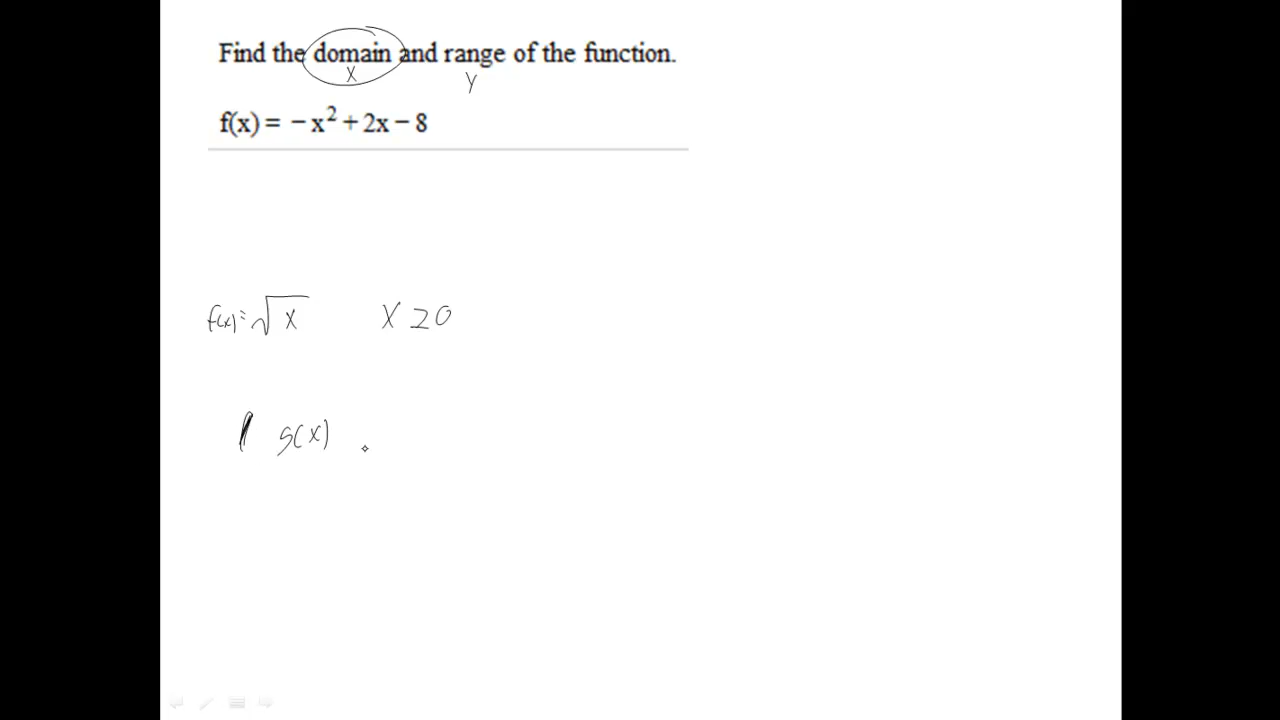 Find the domain and range of the function.
x y
f(x) = −x² + 2x − 8
f(x) = √x x ≥ 0
g(x)